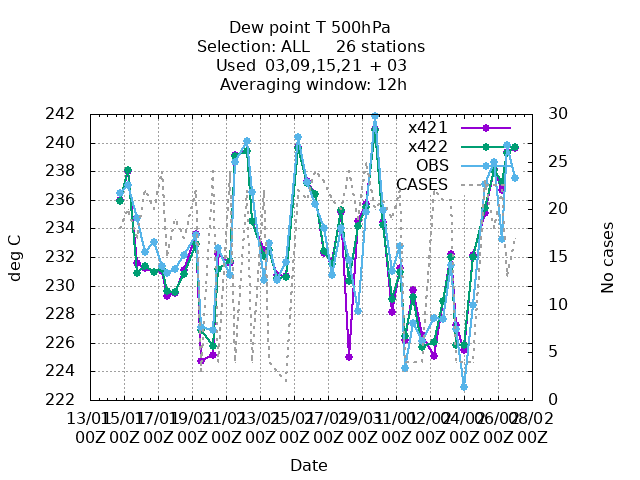 Dew point T 500hPa
Selection: ALL 26 stations
Used 03,09,15,21 + 03
Averaging window: 12h
242 30
x421
x422
OBS
CASES
240
238
236
234
232
230
228
226
224
222
25
20
15
10
5
0
deg C
No cases
13/01 15/01 17/01 19/01 21/01 23/01 25/01 27/01 29/01 31/01 12/02 24/02 26/02 28/02
00Z 00Z 00Z 00Z 00Z 00Z 00Z 00Z 00Z 00Z 00Z 00Z 00Z 00Z
Date